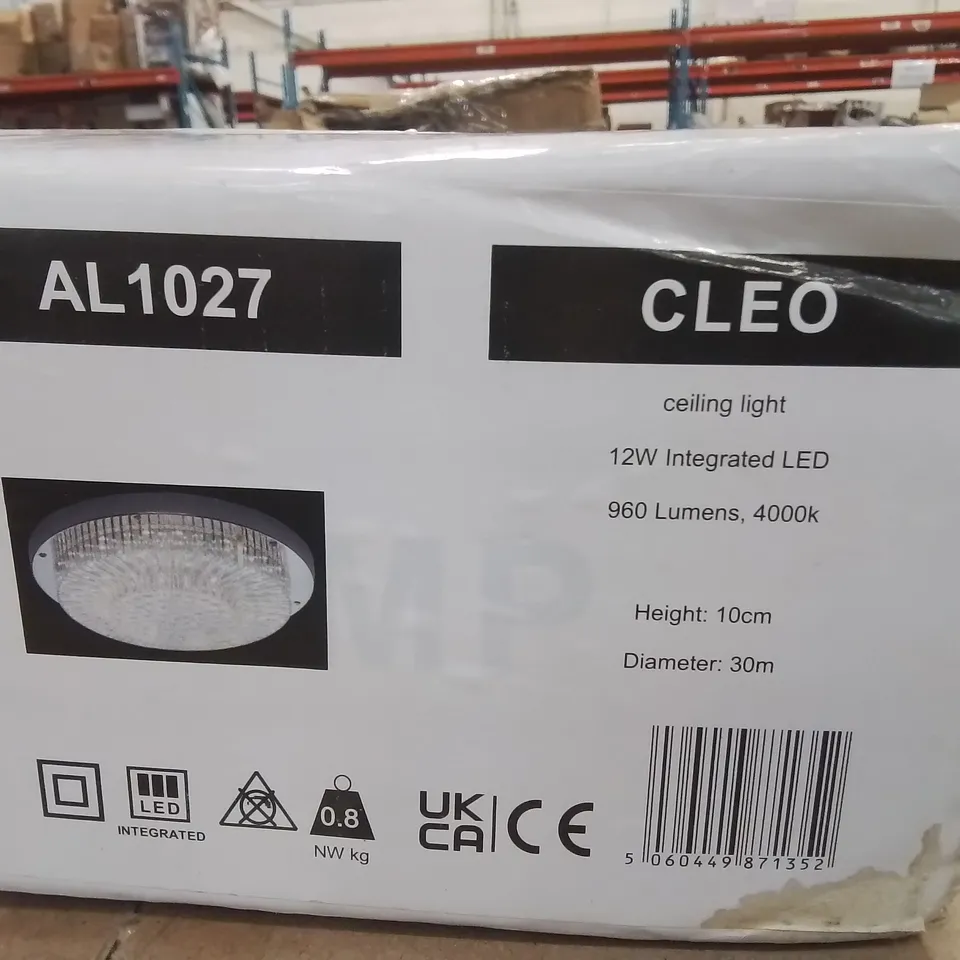 AL1027
CLEO
ceiling light
12W Integrated LED
960 Lumens, 4000k
Height: 10cm
Diameter: 30m
LED
INTEGRATED
0.8
NW kg
UK
CA
CE
5 060449 871352